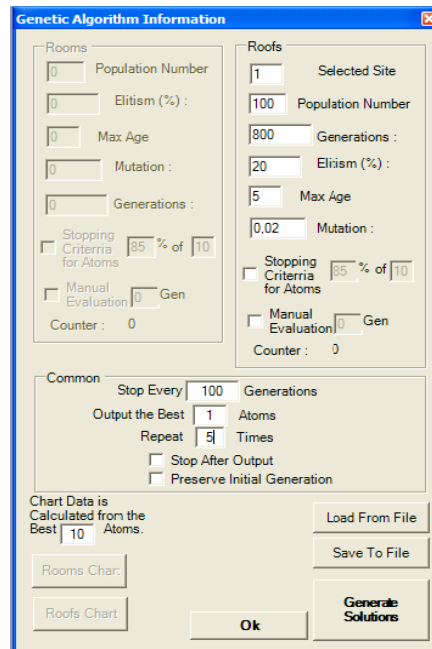 Genetic Algorithm Information
Rooms
0 Population Number
0 Elitism (%) :
0 Max Age
0 Mutation :
0 Generations :
Stopping
Criteria
for Atoms
85 % of 10
Manual
Evaluation 0 Gen
Counter : 0
Roofs
1 Selected Site
100 Population Number
800 Generations :
20 Elitism (%) :
5 Max Age
0,02 Mutation :
Stopping
Criterria
for Atoms
85 % of 10
Manual
Evaluation 0 Gen
Counter : 0
Common
Stop Every 100 Generations
Output the Best 1 Atoms
Repeat 5 Times
Stop After Output
Preserve Initial Generation
Chart Data is
Calculated from the
Best 10 Atoms.
Rooms Chart
Roofs Chart
Load From File
Save To File
Generate
Solutions
Ok